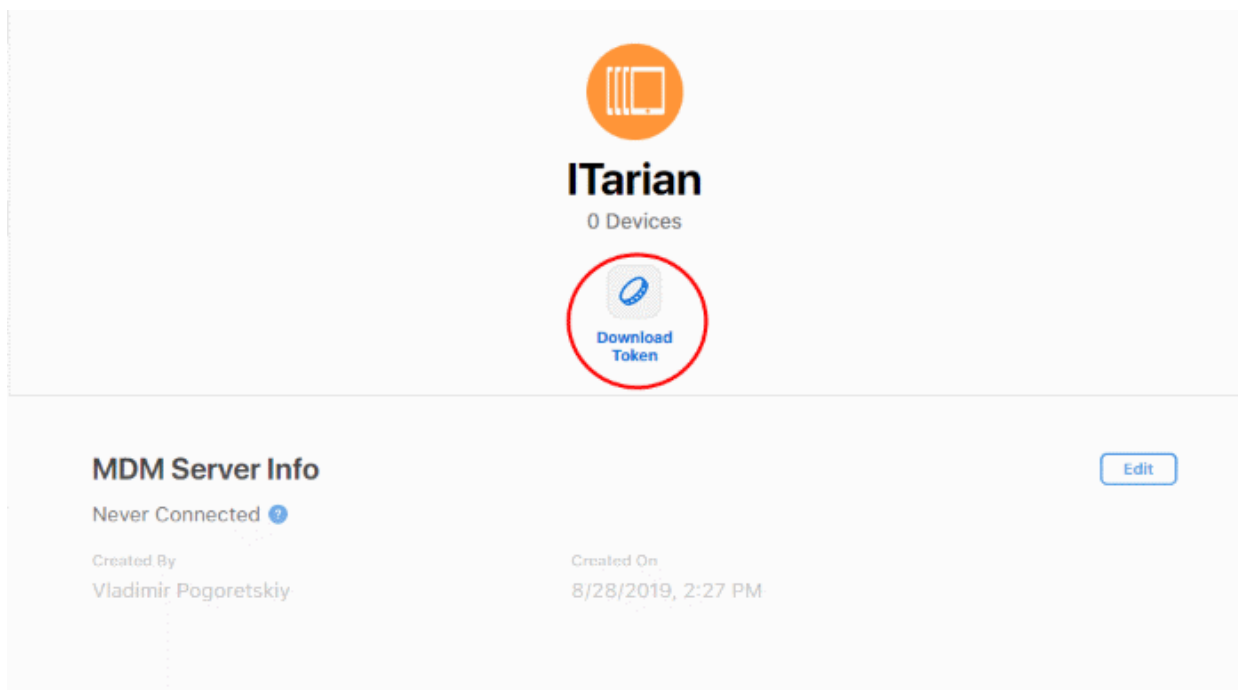 ITarian
0 Devices
Download
Token
MDM Server Info
Edit
Never Connected ?
Created By
Created On
Vladimir Pogoretskiy
8/28/2019, 2:27 PM